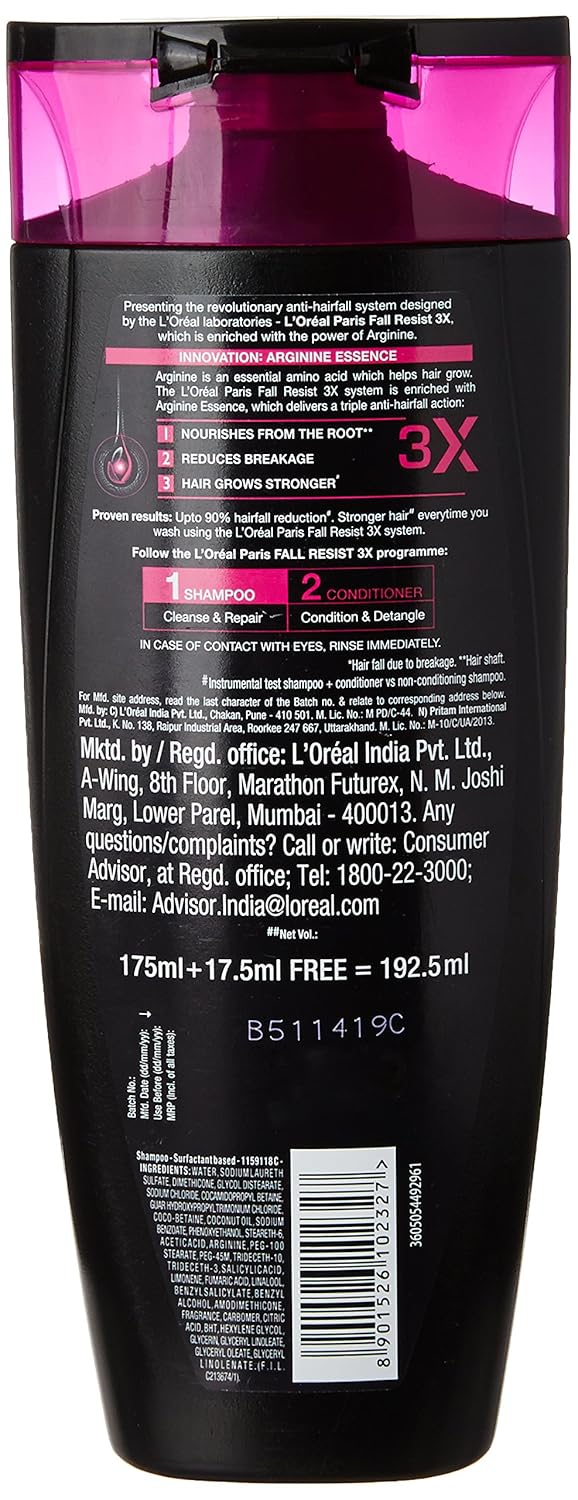 Presenting the revolutionary anti-hairfall system designed
by the L'Oréal laboratories - L'Oréal Paris Fall Resist 3X,
which is enriched with the power of Arginine.
INNOVATION: ARGININE ESSENCE
Arginine is an essential amino acid which helps hair grow.
The L'Oréal Paris Fall Resist 3X system is enriched with
Arginine Essence, which delivers a triple anti-hairfall action:
1 NOURISHES FROM THE ROOT**
2 REDUCES BREAKAGE
3 HAIR GROWS STRONGER#
3X
Proven results: Upto 90% hairfall reduction*. Stronger hair# everytime you
wash using the L'Oréal Paris Fall Resist 3X system.
Follow the L'Oréal Paris FALL RESIST 3X programme:
1 SHAMPOO 2 CONDITIONER
Cleanse & Repair Condition & Detangle
IN CASE OF CONTACT WITH EYES, RINSE IMMEDIATELY.
*Hair fall due to breakage. **Hair shaft.
#Instrumental test shampoo + conditioner vs non-conditioning shampoo.
For Mfd. site address, read the last character of the Batch no. & relate to corresponding address below.
Mfd. by: C) L'Oréal India Pvt. Ltd., Chakan, Pune - 410 501. M. Lic. No.: M PD/C-44. N) Pritam International
Pvt. Ltd., K. No. 138, Raipur Industrial Area, Roorkee 247 667, Uttarakhand. M. Lic. No.: M-10/C/UA/2013.
Mktd. by / Regd. office: L'Oréal India Pvt. Ltd.,
A-Wing, 8th Floor, Marathon Futurex, N. M. Joshi
Marg, Lower Parel, Mumbai - 400013. Any
questions/complaints? Call or write: Consumer
Advisor, at Regd. office; Tel: 1800-22-3000;
E-mail: Advisor.India@loreal.com
##Net Vol.:
175ml+17.5ml FREE = 192.5ml
B511419C
Batch No.:
Mfd. Date (dd/mm/yy):
Use Before (dd/mm/yy):
MRP (Incl. of all taxes):
Shampoo-Surfactant based - 1159118C -
INGREDIENTS: WATER, SODIUM LAURETH
SULFATE, DIMETHICONE, GLYCOL DISTEARATE,
SODIUM CHLORIDE, COCAMIDOPROPYL BETAINE,
GUAR HYDROXYPROPYLTRIMONIUM CHLORIDE,
COCO-BETAINE, COCONUT OIL, SODIUM
BENZOATE, PHENOXYETHANOL, STEARETH-6,
ACETIC ACID, ARGININE, PEG-100
STEARATE, PEG-45M, TRIDECETH-10,
TRIDECETH-3, SALICYLIC ACID,
LIMONENE, FUMARIC ACID, LINALOOL,
BENZYL SALICYLATE, BENZYL
ALCOHOL, AMODIMETHICONE,
FRAGRANCE, CARBOMER, CITRIC
ACID, BHT, HEXYLENE GLYCOL,
GLYCERIN, GLYCERYL LINOLEATE,
GLYCERYL OLEATE, GLYCERYL
LINOLENATE. (F.I.L.
C213674/1).
8 901526 102327
3605054492961